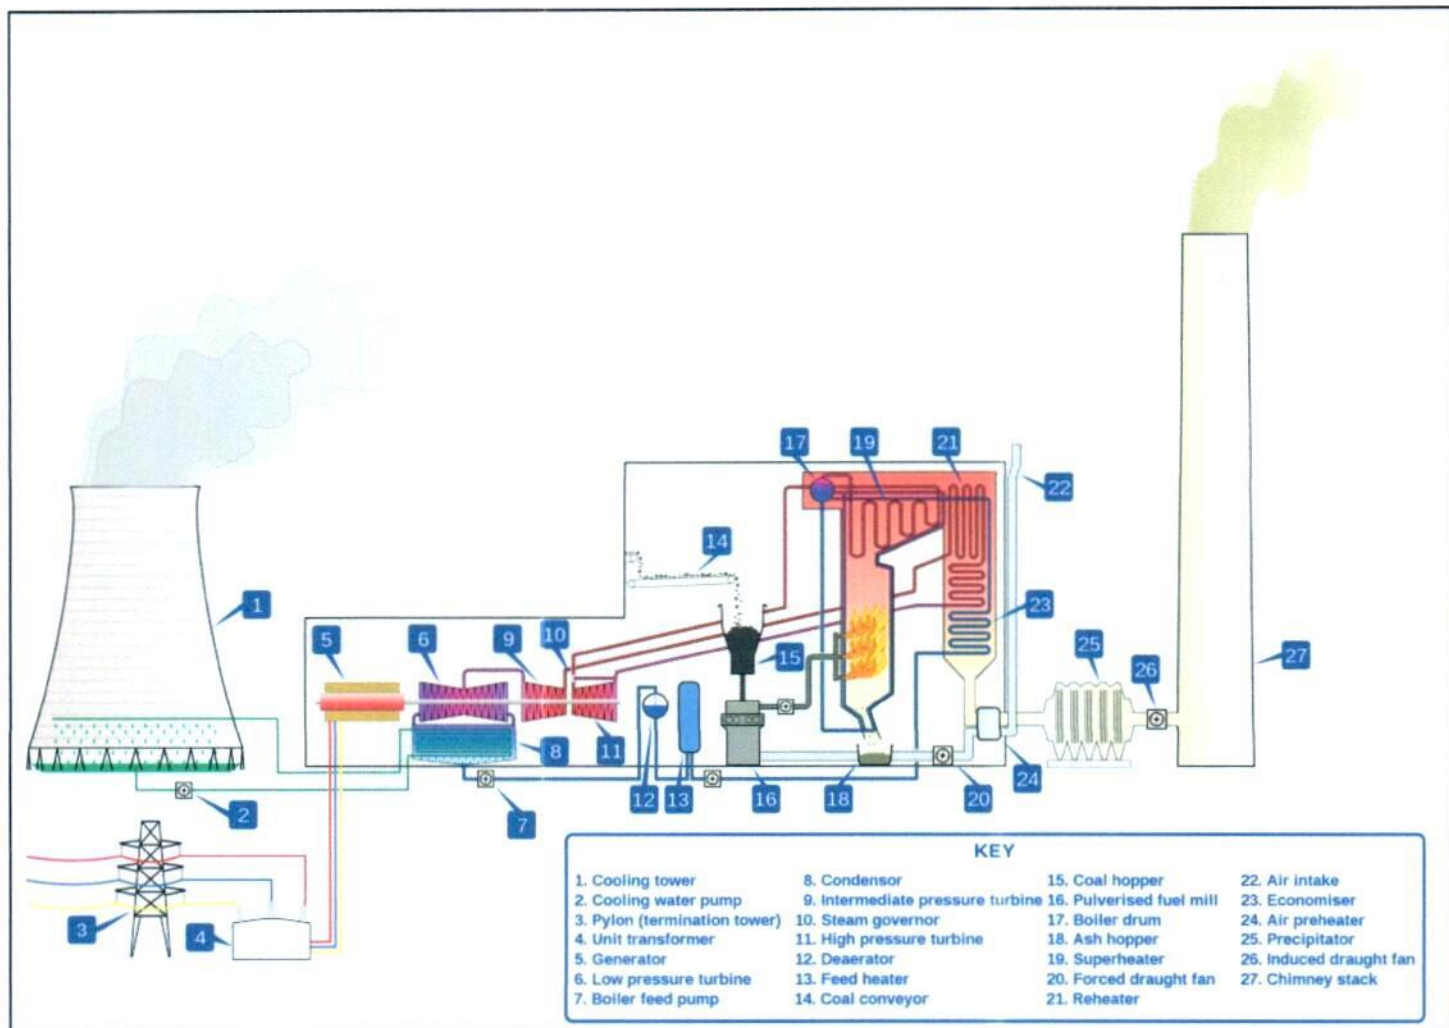 17
19
21
22
14
1
5
6
9
10
15
23
25
26
27
8
11
12
13
16
18
20
24
2
7
3
4
KEY
1. Cooling tower
2. Cooling water pump
3. Pylon (termination tower)
4. Unit transformer
5. Generator
6. Low pressure turbine
7. Boiler feed pump
8. Condensor
9. Intermediate pressure turbine
10. Steam governor
11. High pressure turbine
12. Deaerator
13. Feed heater
14. Coal conveyor
15. Coal hopper
16. Pulverised fuel mill
17. Boiler drum
18. Ash hopper
19. Superheater
20. Forced draught fan
21. Reheater
22. Air intake
23. Economiser
24. Air preheater
25. Precipitator
26. Induced draught fan
27. Chimney stack